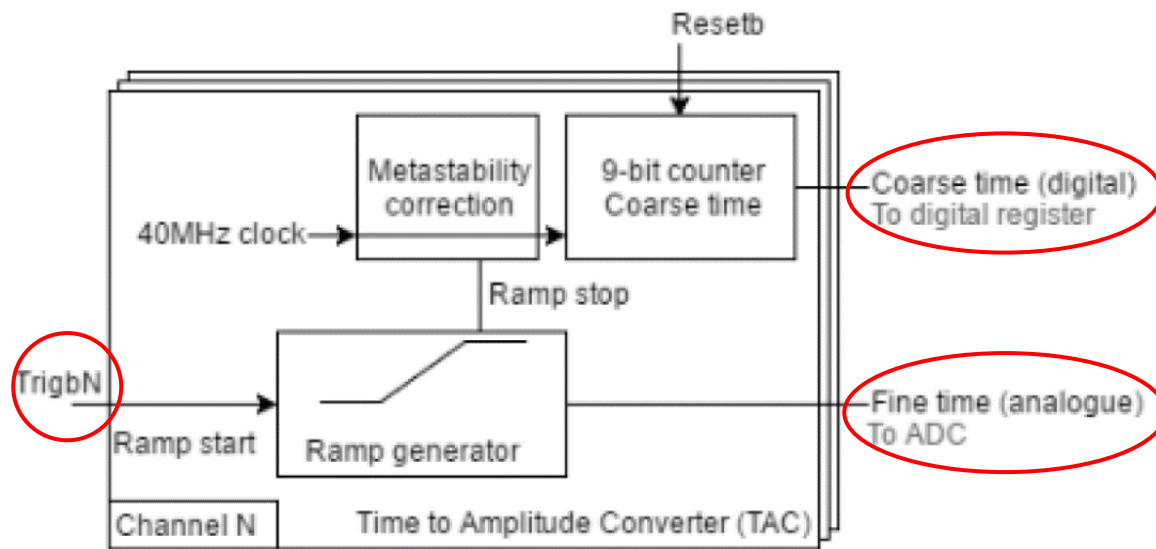 Resetb
Metastability
correction
9-bit counter
Coarse time
Coarse time (digital)
To digital register
40MHz clock
Ramp stop
TrigbN
Ramp start
Ramp generator
Fine time (analogue)
To ADC
Channel N
Time to Amplitude Converter (TAC)